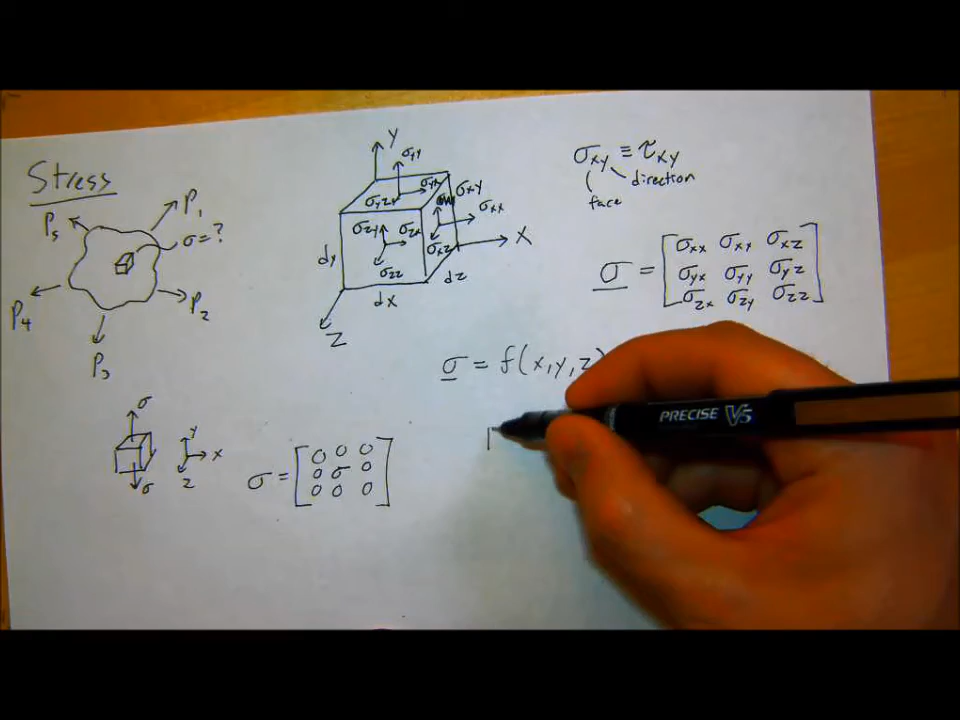 Stress
P₁
P₅
σ=?
P₄
P₂
P₃
Y
σyy
σyx
σyz
σxy
σxx
σzy
σzx
σxz
σzz
X
dy
dz
dx
Z
σxy ≡ τxy
direction
face
σ = [σxx σxx σxz
σyx σyy σyz
σzx σzy σzz]
σ = f(x,y,z)
σ
σ
y
x
z
σ = [0 0 0
0 σ 0
0 0 0]
PRECISE V5